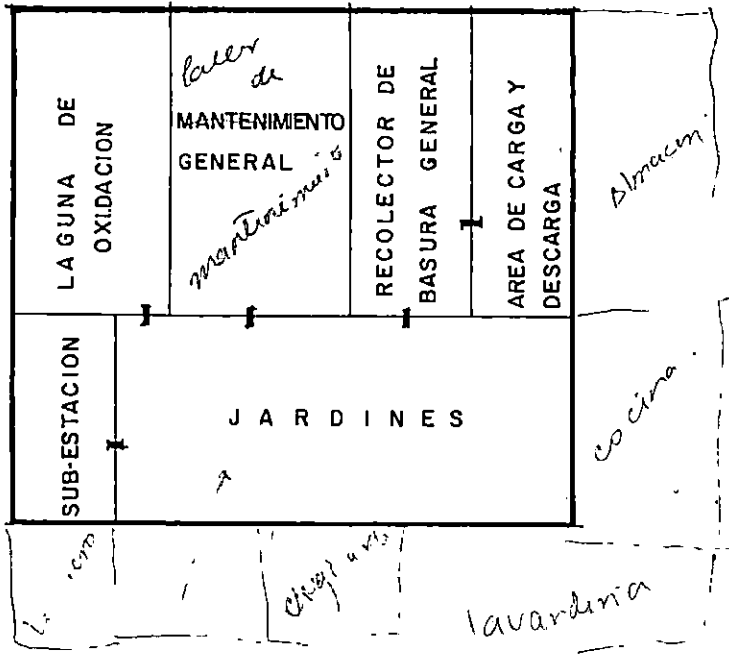 LAGUNA DE
OXIDACION
taller
de
MANTENIMIENTO
GENERAL
RECOLECTOR DE
BASURA GENERAL
AREA DE CARGA Y
DESCARGA
Almacen
SUB-ESTACION
JARDINES
cocina
lavanderia